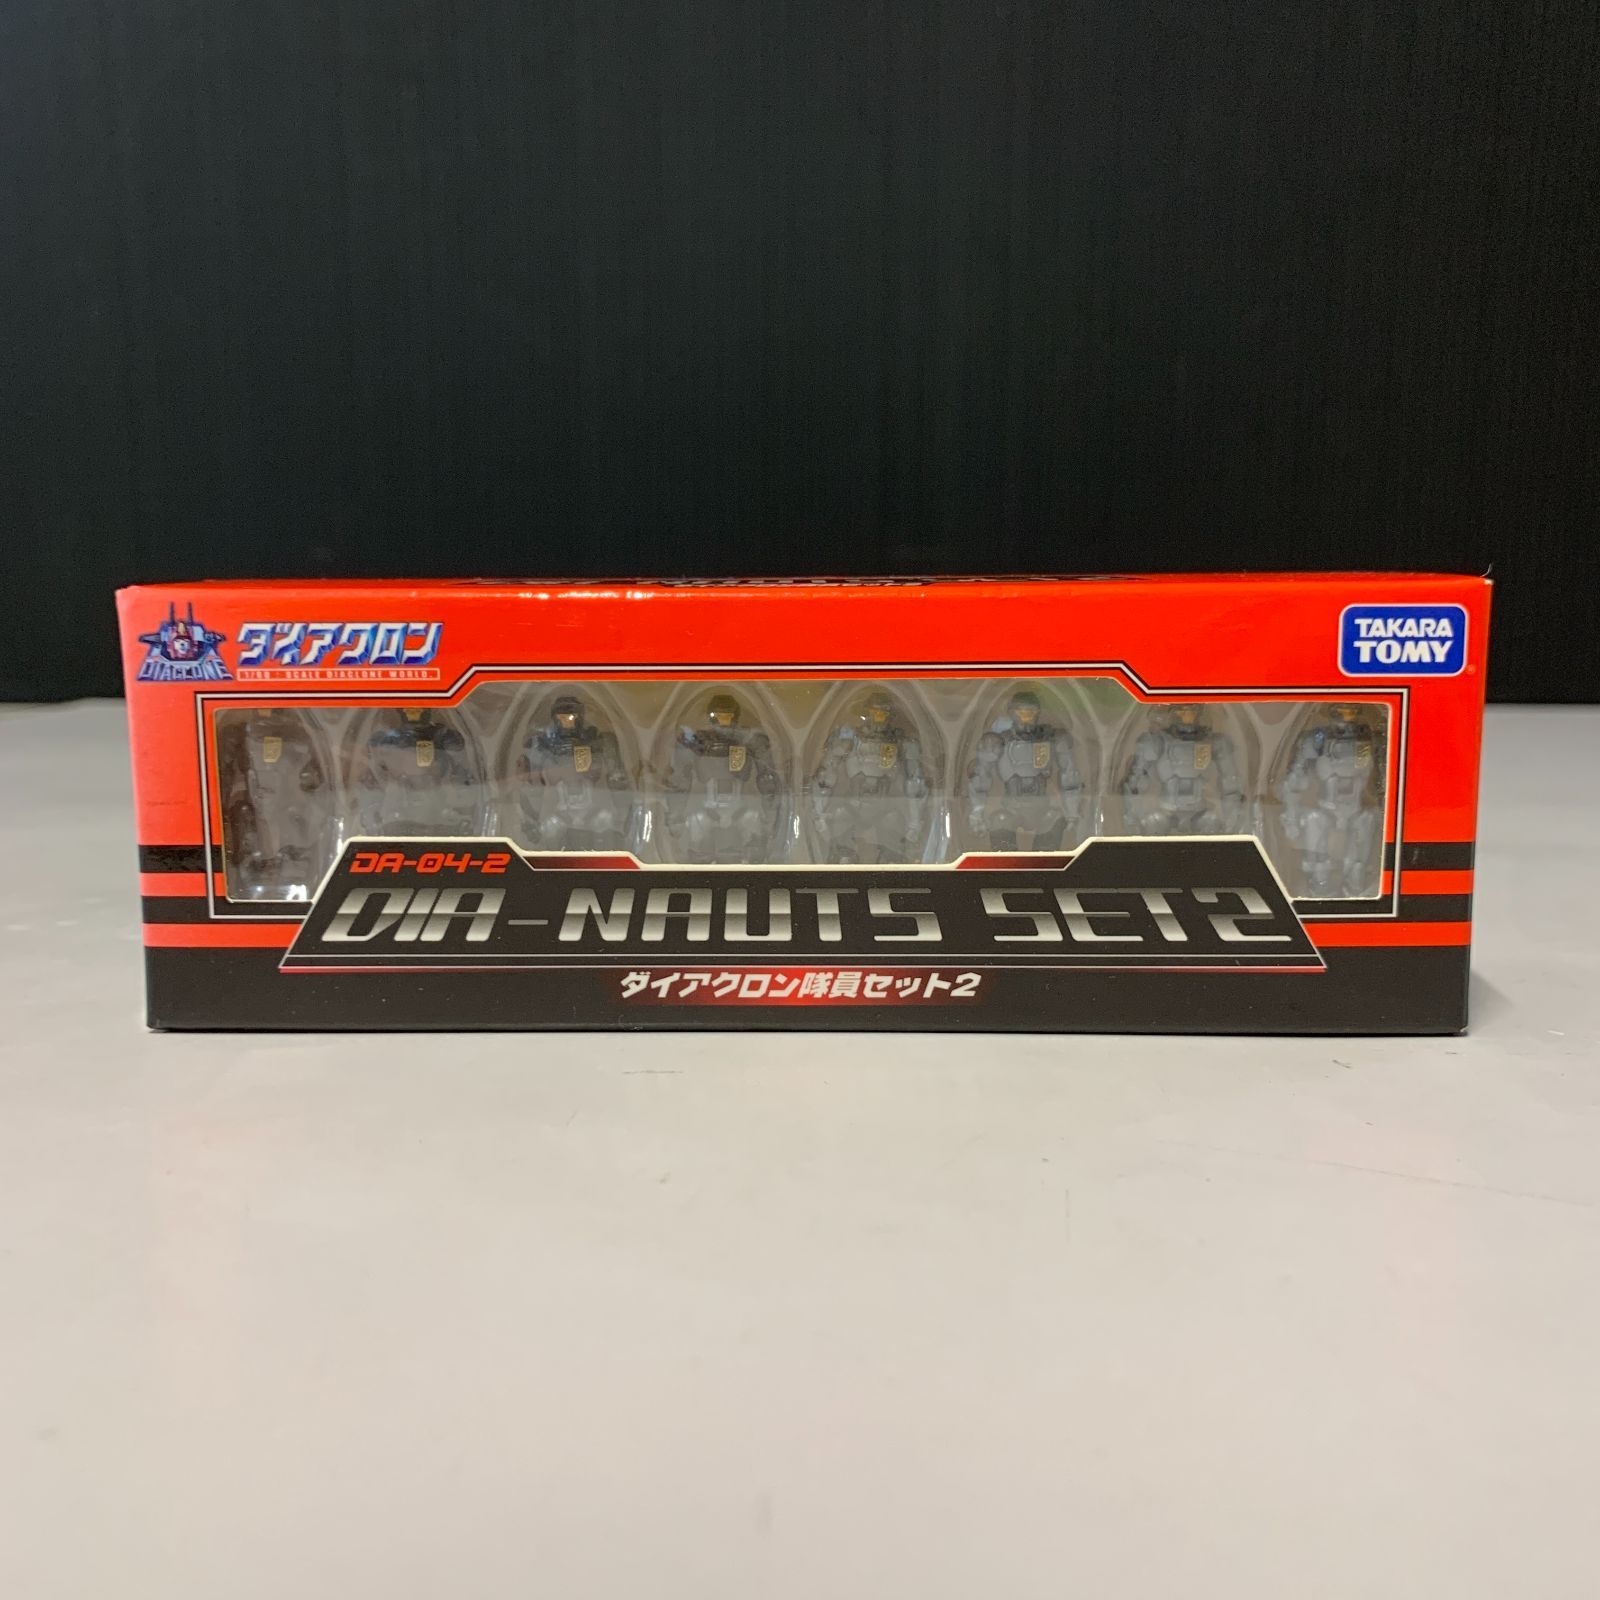 ダイアクロン
DIACLONE
1/60 : SCALE DIACLONE WORLD.
TAKARA
TOMY
DA-04-2
DIA-NAUTS SET2
ダイアクロン隊員セット2